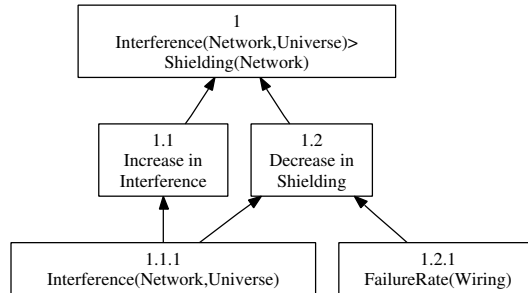 1
Interference(Network,Universe)>
Shielding(Network)
1.1
Increase in
Interference
1.2
Decrease in
Shielding
1.1.1
Interference(Network,Universe)
1.2.1
FailureRate(Wiring)